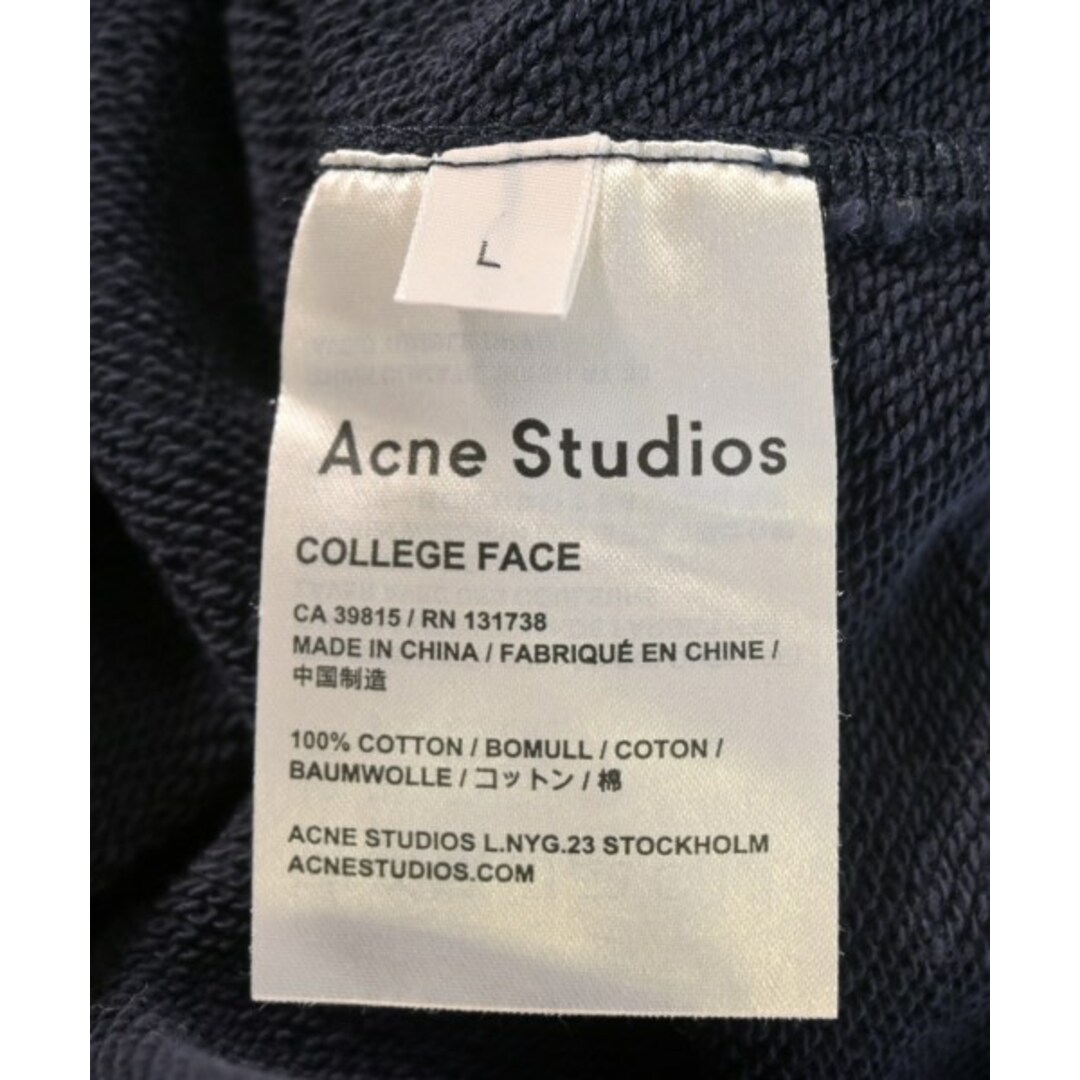 L
Acne Studios
COLLEGE FACE
CA 39815 / RN 131738
MADE IN CHINA / FABRIQUÉ EN CHINE /
中国制造
100% COTTON / BOMULL / COTON /
BAUMWOLLE / コットン / 棉
ACNE STUDIOS L.NYG.23 STOCKHOLM
ACNESTUDIOS.COM